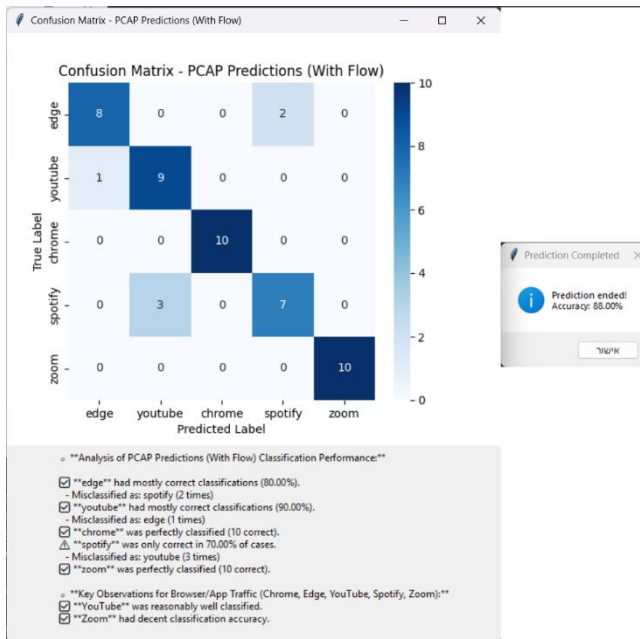 Confusion Matrix - PCAP Predictions (With Flow)
Confusion Matrix - PCAP Predictions (With Flow)
True Label
edge
8 0 0 2 0
youtube
1 9 0 0 0
chrome
0 0 10 0 0
spotify
0 3 0 7 0
zoom
0 0 0 0 10
edge youtube chrome spotify zoom
Predicted Label
10
8
6
4
2
0
Prediction Completed
Prediction ended!
Accuracy: 88.00%
אישור
**Analysis of PCAP Predictions (With Flow) Classification Performance:**
**edge** had mostly correct classifications (80.00%).
- Misclassified as: spotify (2 times)
**youtube** had mostly correct classifications (90.00%).
- Misclassified as: edge (1 times)
**chrome** was perfectly classified (10 correct).
**spotify** was only correct in 70.00% of cases.
- Misclassified as: youtube (3 times)
**zoom** was perfectly classified (10 correct).
**Key Observations for Browser/App Traffic (Chrome, Edge, YouTube, Spotify, Zoom):**
**YouTube** was reasonably well classified.
**Zoom** had decent classification accuracy.